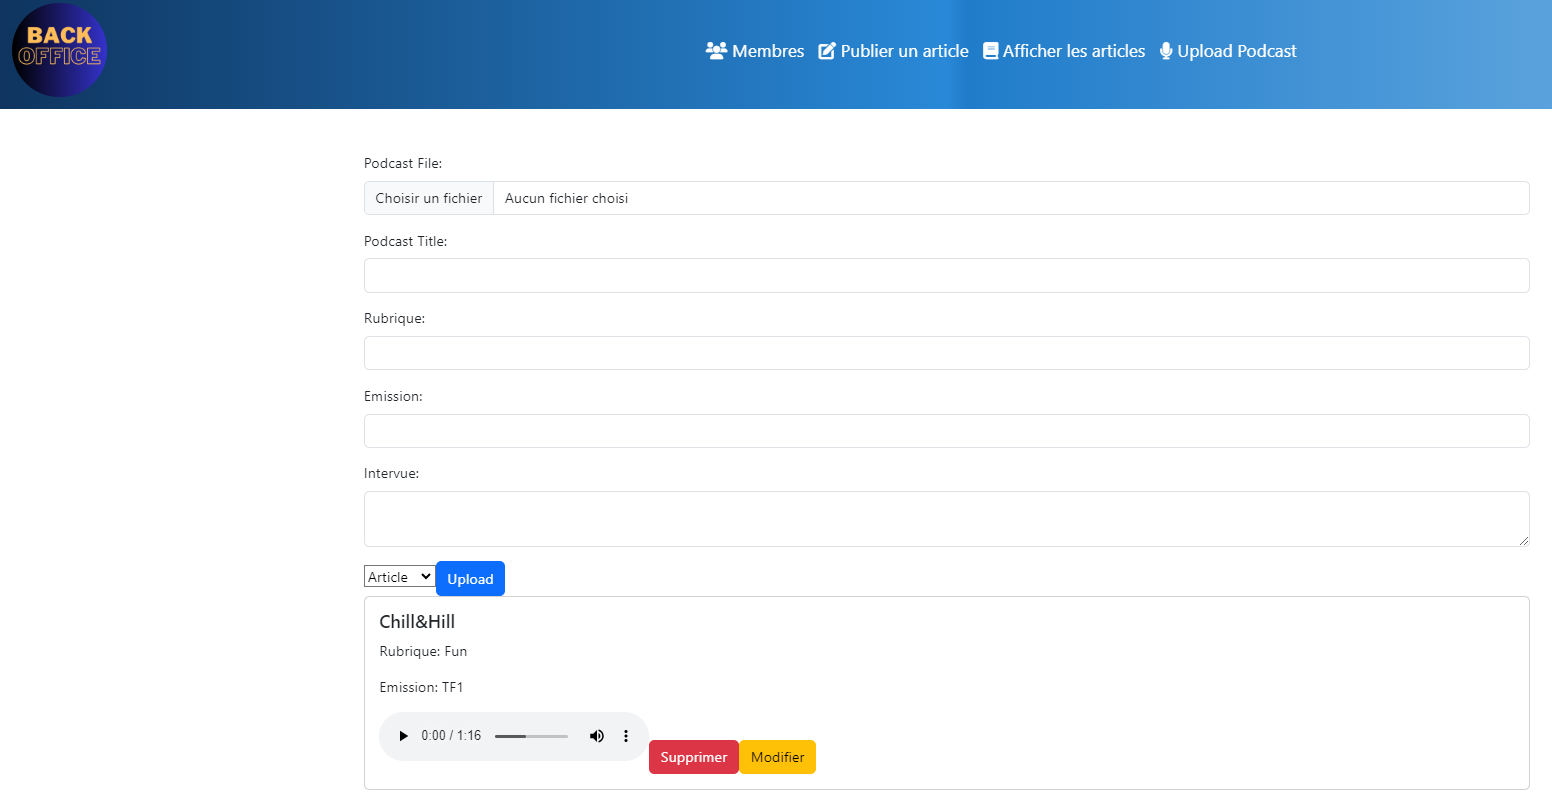 BACK
OFFICE
Membres Publier un article Afficher les articles Upload Podcast
Podcast File:
Choisir un fichier Aucun fichier choisi
Podcast Title:
Rubrique:
Emission:
Intervue:
Article Upload
Chill&Hill
Rubrique: Fun
Emission: TF1
0:00 / 1:16
Supprimer Modifier